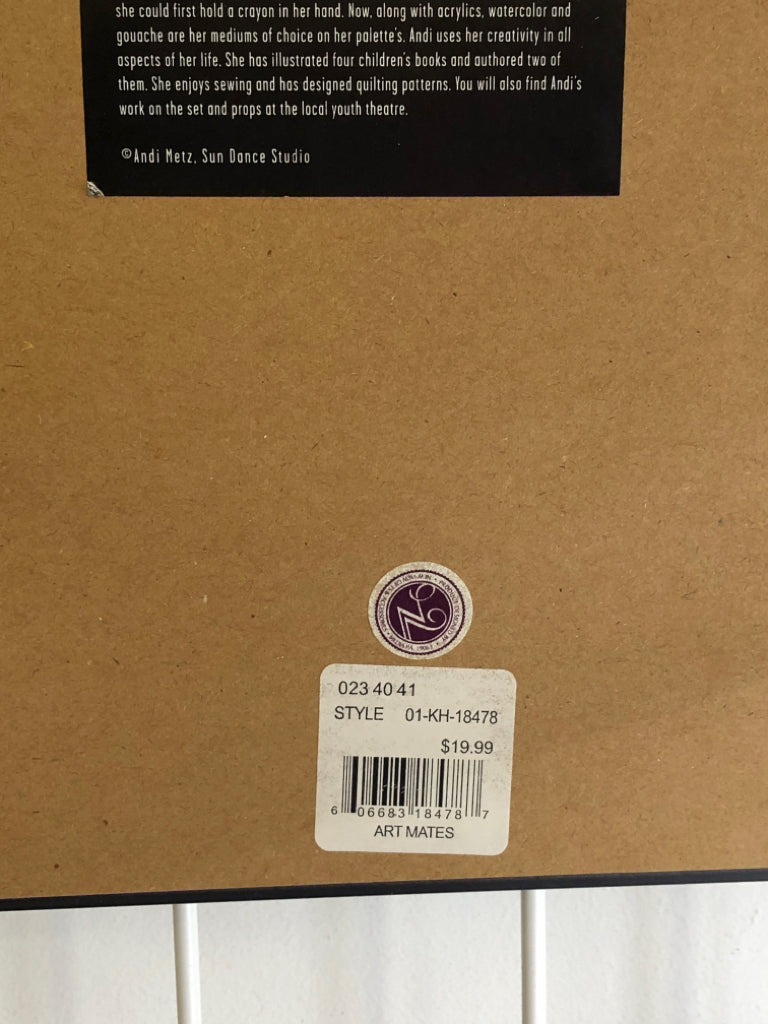 she could first hold a crayon in her hand. Now, along with acrylics, watercolor and
gouache are her mediums of choice on her palette's. Andi uses her creativity in all
aspects of her life. She has illustrated four children's books and authored two of
them. She enjoys sewing and has designed quilting patterns. You will also find Andi's
work on the set and props at the local youth theatre.
©Andi Metz, Sun Dance Studio
023 40 41
STYLE 01-KH-18478
$19.99
6 06683 18478 7
ART MATES